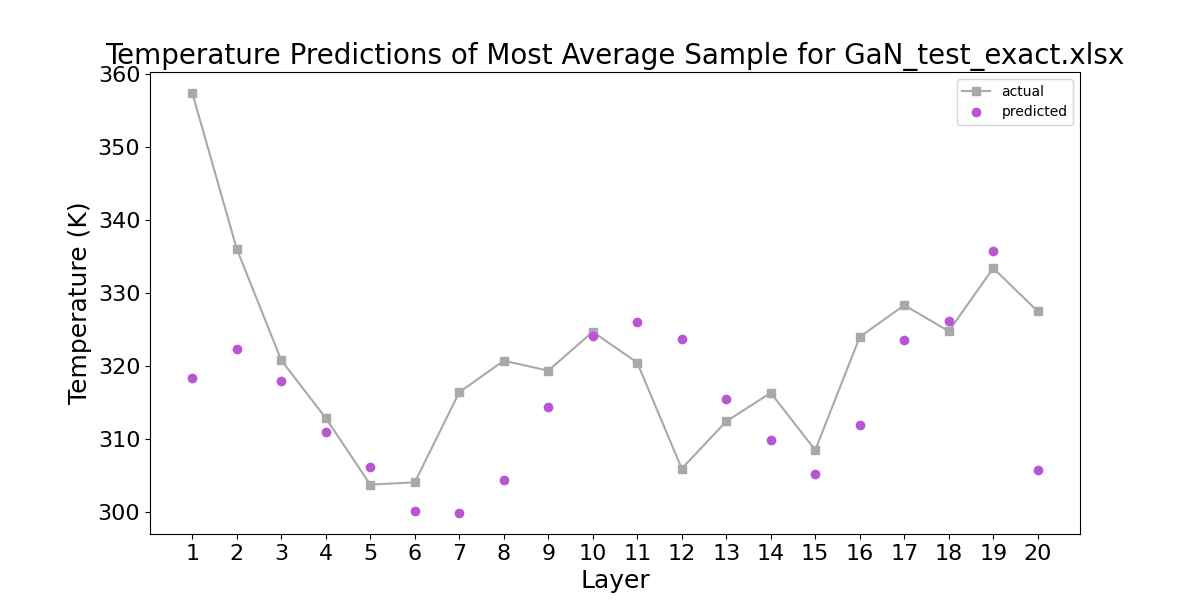 Temperature Predictions of Most Average Sample for GaN_test_exact.xlsx
360
350
340
330
320
310
300
Temperature (K)
actual
predicted
1 2 3 4 5 6 7 8 9 10 11 12 13 14 15 16 17 18 19 20
Layer